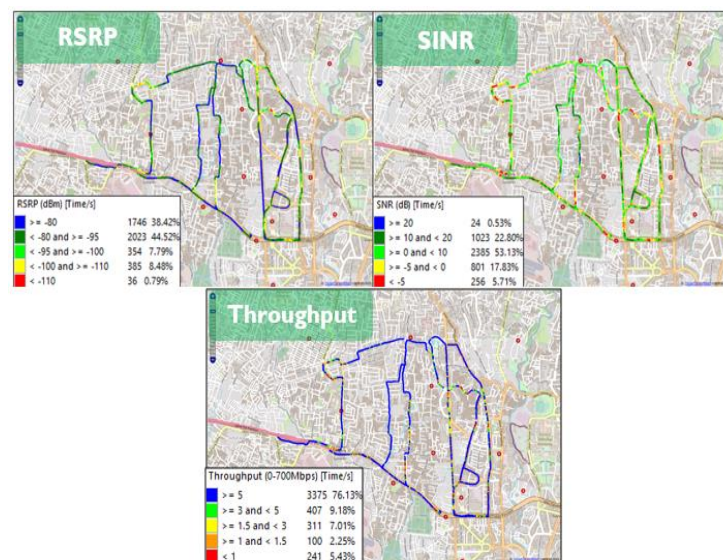 RSRP
RSRP (dBm) [Time/s]
>= -80 1746 38.42%
< -80 and >= -95 2023 44.52%
< -95 and >= -100 354 7.79%
< -100 and >= -110 385 8.48%
< -110 36 0.79%
SINR
SNR (dB) [Time/s]
>= 20 24 0.53%
>= 10 and < 20 1023 22.80%
>= 0 and < 10 2385 53.13%
>= -5 and < 0 801 17.83%
< -5 256 5.71%
Throughput
Throughput (0-700Mbps) [Time/s]
>= 5 3375 76.13%
>= 3 and < 5 407 9.18%
>= 1.5 and < 3 311 7.01%
>= 1 and < 1.5 100 2.25%
< 1 241 5.43%